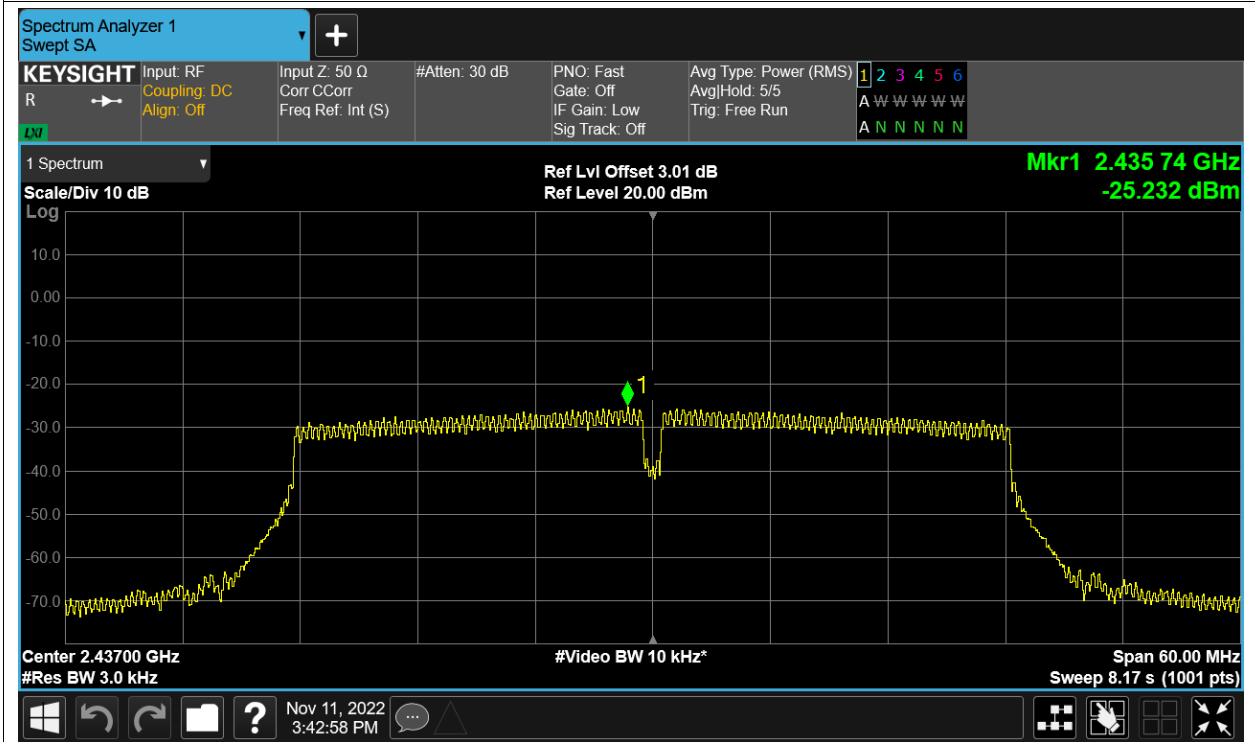 Spectrum Analyzer 1
Swept SA
KEYSIGHT
R
LXI
Input: RF
Coupling: DC
Align: Off
Input Z: 50 Ω
Corr CCorr
Freq Ref: Int (S)
#Atten: 30 dB
PNO: Fast
Gate: Off
IF Gain: Low
Sig Track: Off
Avg Type: Power (RMS)
Avg|Hold: 5/5
Trig: Free Run
1 2 3 4 5 6
A W W W W W
A N N N N N
1 Spectrum
Scale/Div 10 dB
Ref Lvl Offset 3.01 dB
Ref Level 20.00 dBm
Mkr1 2.435 74 GHz
-25.232 dBm
Log
10.0
0.00
-10.0
-20.0
-30.0
-40.0
-50.0
-60.0
-70.0
1
Center 2.43700 GHz
#Res BW 3.0 kHz
#Video BW 10 kHz*
Span 60.00 MHz
Sweep 8.17 s (1001 pts)
?
Nov 11, 2022
3:42:58 PM